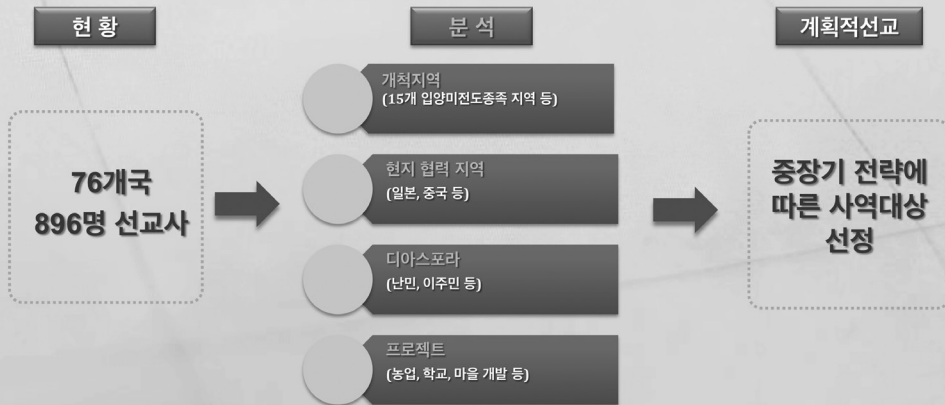 현 황
76개국
896명 선교사
분 석
개척지역
(15개 입양미전도종족 지역 등)
현지 협력 지역
(일본, 중국 등)
디아스포라
(난민, 이주민 등)
프로젝트
(농업, 학교, 마을 개발 등)
계획적선교
중장기 전략에
따른 사역대상
선정